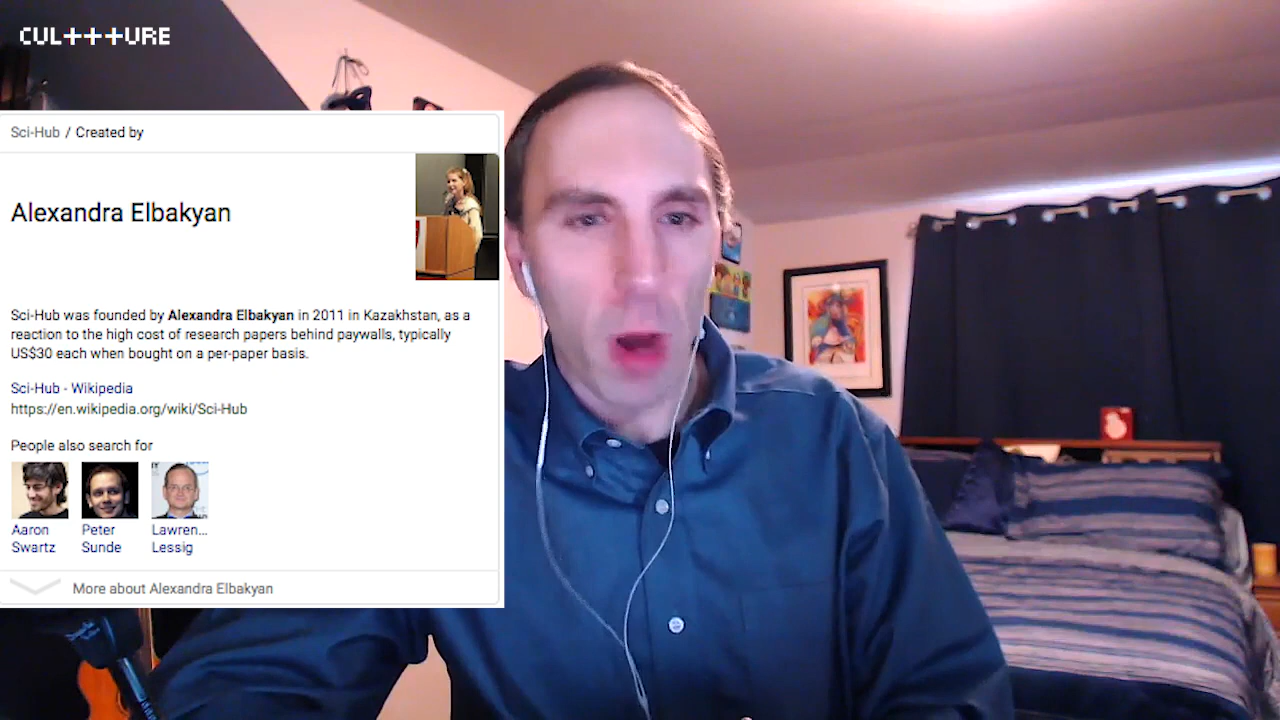 CUL+++URE
Sci-Hub / Created by
Alexandra Elbakyan
Sci-Hub was founded by Alexandra Elbakyan in 2011 in Kazakhstan, as a
reaction to the high cost of research papers behind paywalls, typically
US$30 each when bought on a per-paper basis.
Sci-Hub - Wikipedia
https://en.wikipedia.org/wiki/Sci-Hub
People also search for
Aaron Swartz
Peter Sunde
Lawren... Lessig
More about Alexandra Elbakyan